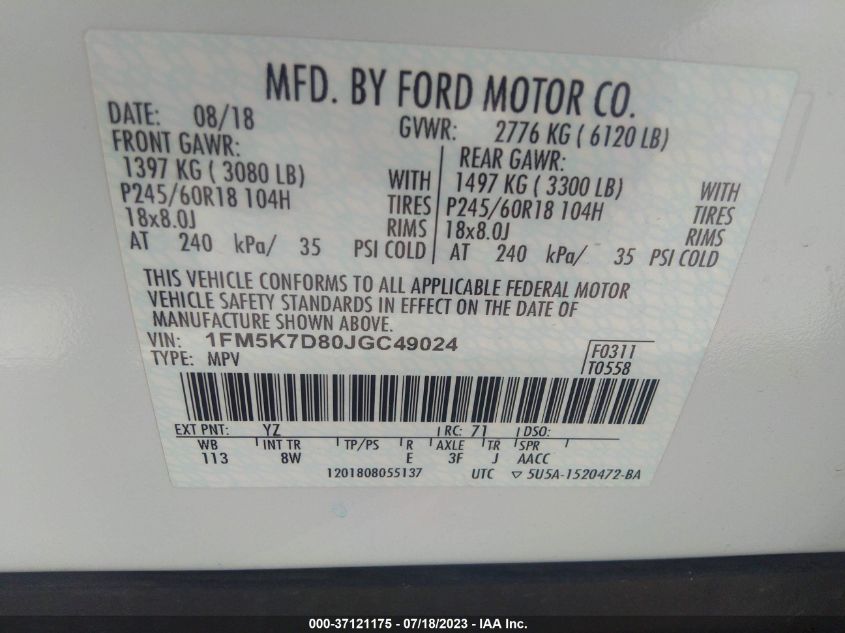 MFD. BY FORD MOTOR CO.
DATE: 08/18 GVWR: 2776 KG ( 6120 LB)
FRONT GAWR: REAR GAWR:
1397 KG ( 3080 LB) WITH 1497 KG ( 3300 LB) WITH
P245/60R18 104H TIRES P245/60R18 104H TIRES
18x8.0J RIMS 18x8.0J RIMS
AT 240 kPa/ 35 PSI COLD AT 240 kPa/ 35 PSI COLD
THIS VEHICLE CONFORMS TO ALL APPLICABLE FEDERAL MOTOR
VEHICLE SAFETY STANDARDS IN EFFECT ON THE DATE OF
MANUFACTURE SHOWN ABOVE.
VIN: 1FM5K7D80JGC49024
TYPE: MPV
F0311
T0558
EXT PNT: YZ RC: 71 DSO:
WB INT TR TP/PS R AXLE TR SPR
113 8W E 3F J AACC
1201808055137 UTC ▽ 5U5A-1520472-BA
000-37121175 - 07/18/2023 - IAA Inc.